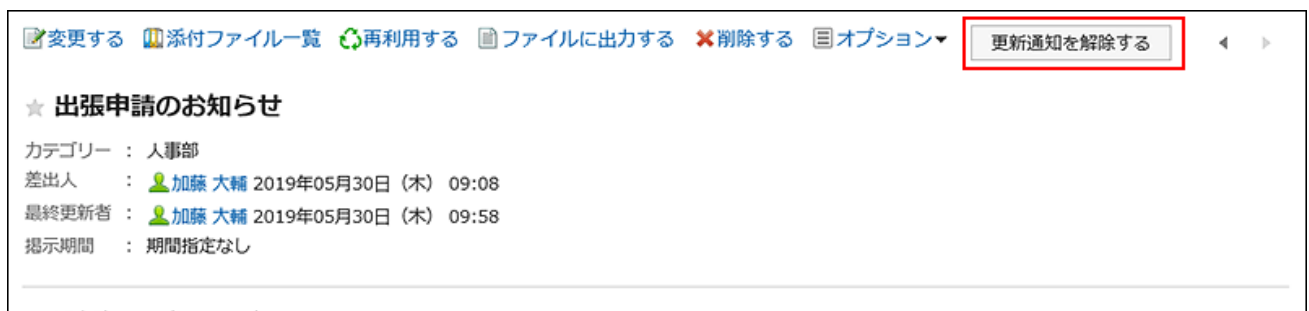 変更する 添付ファイル一覧 再利用する ファイルに出力する 削除する オプション 更新通知を解除する
出張申請のお知らせ
カテゴリー : 人事部
差出人 : 加藤 大輔 2019年05月30日（木） 09:08
最終更新者 : 加藤 大輔 2019年05月30日（木） 09:58
掲示期間 : 期間指定なし